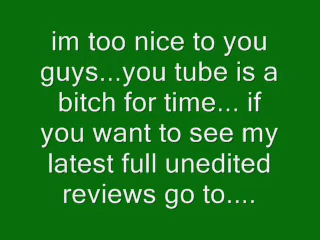 im too nice to you
guys...you tube is a
bitch for time... if
you want to see my
latest full unedited
reviews go to....